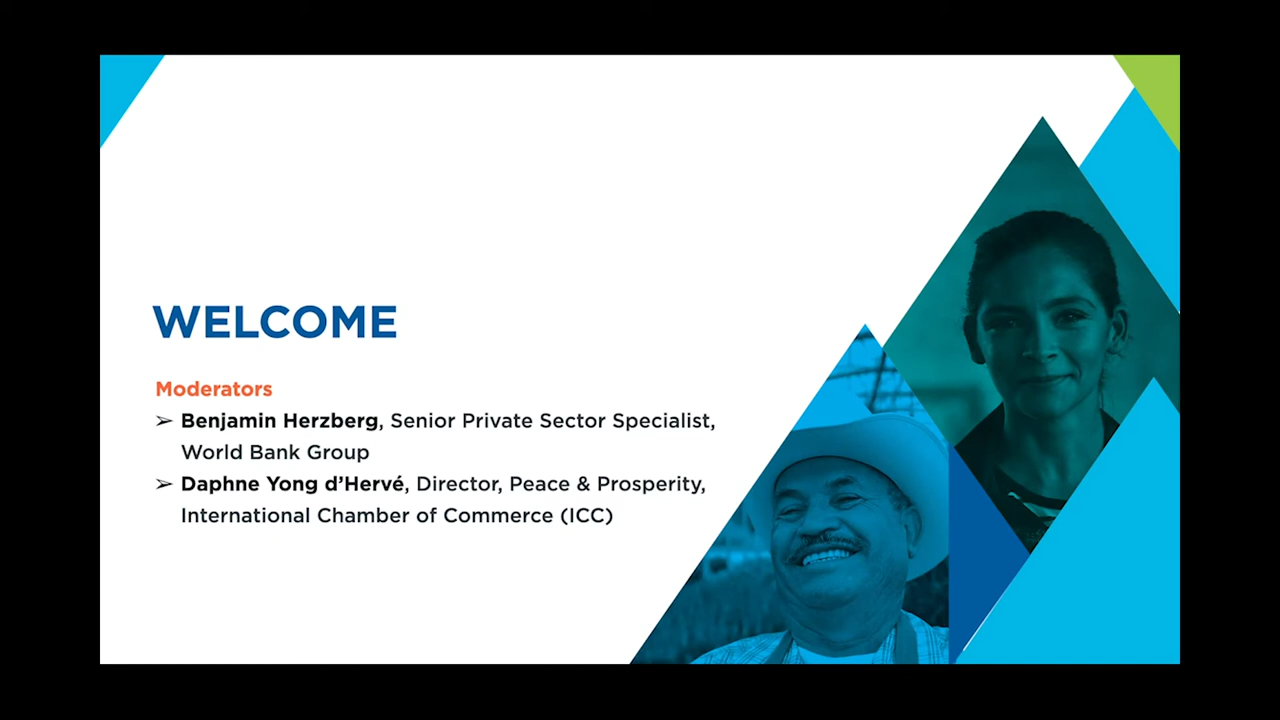 WELCOME
Moderators
➢ Benjamin Herzberg, Senior Private Sector Specialist,
World Bank Group
➢ Daphne Yong d’Hervé, Director, Peace & Prosperity,
International Chamber of Commerce (ICC)